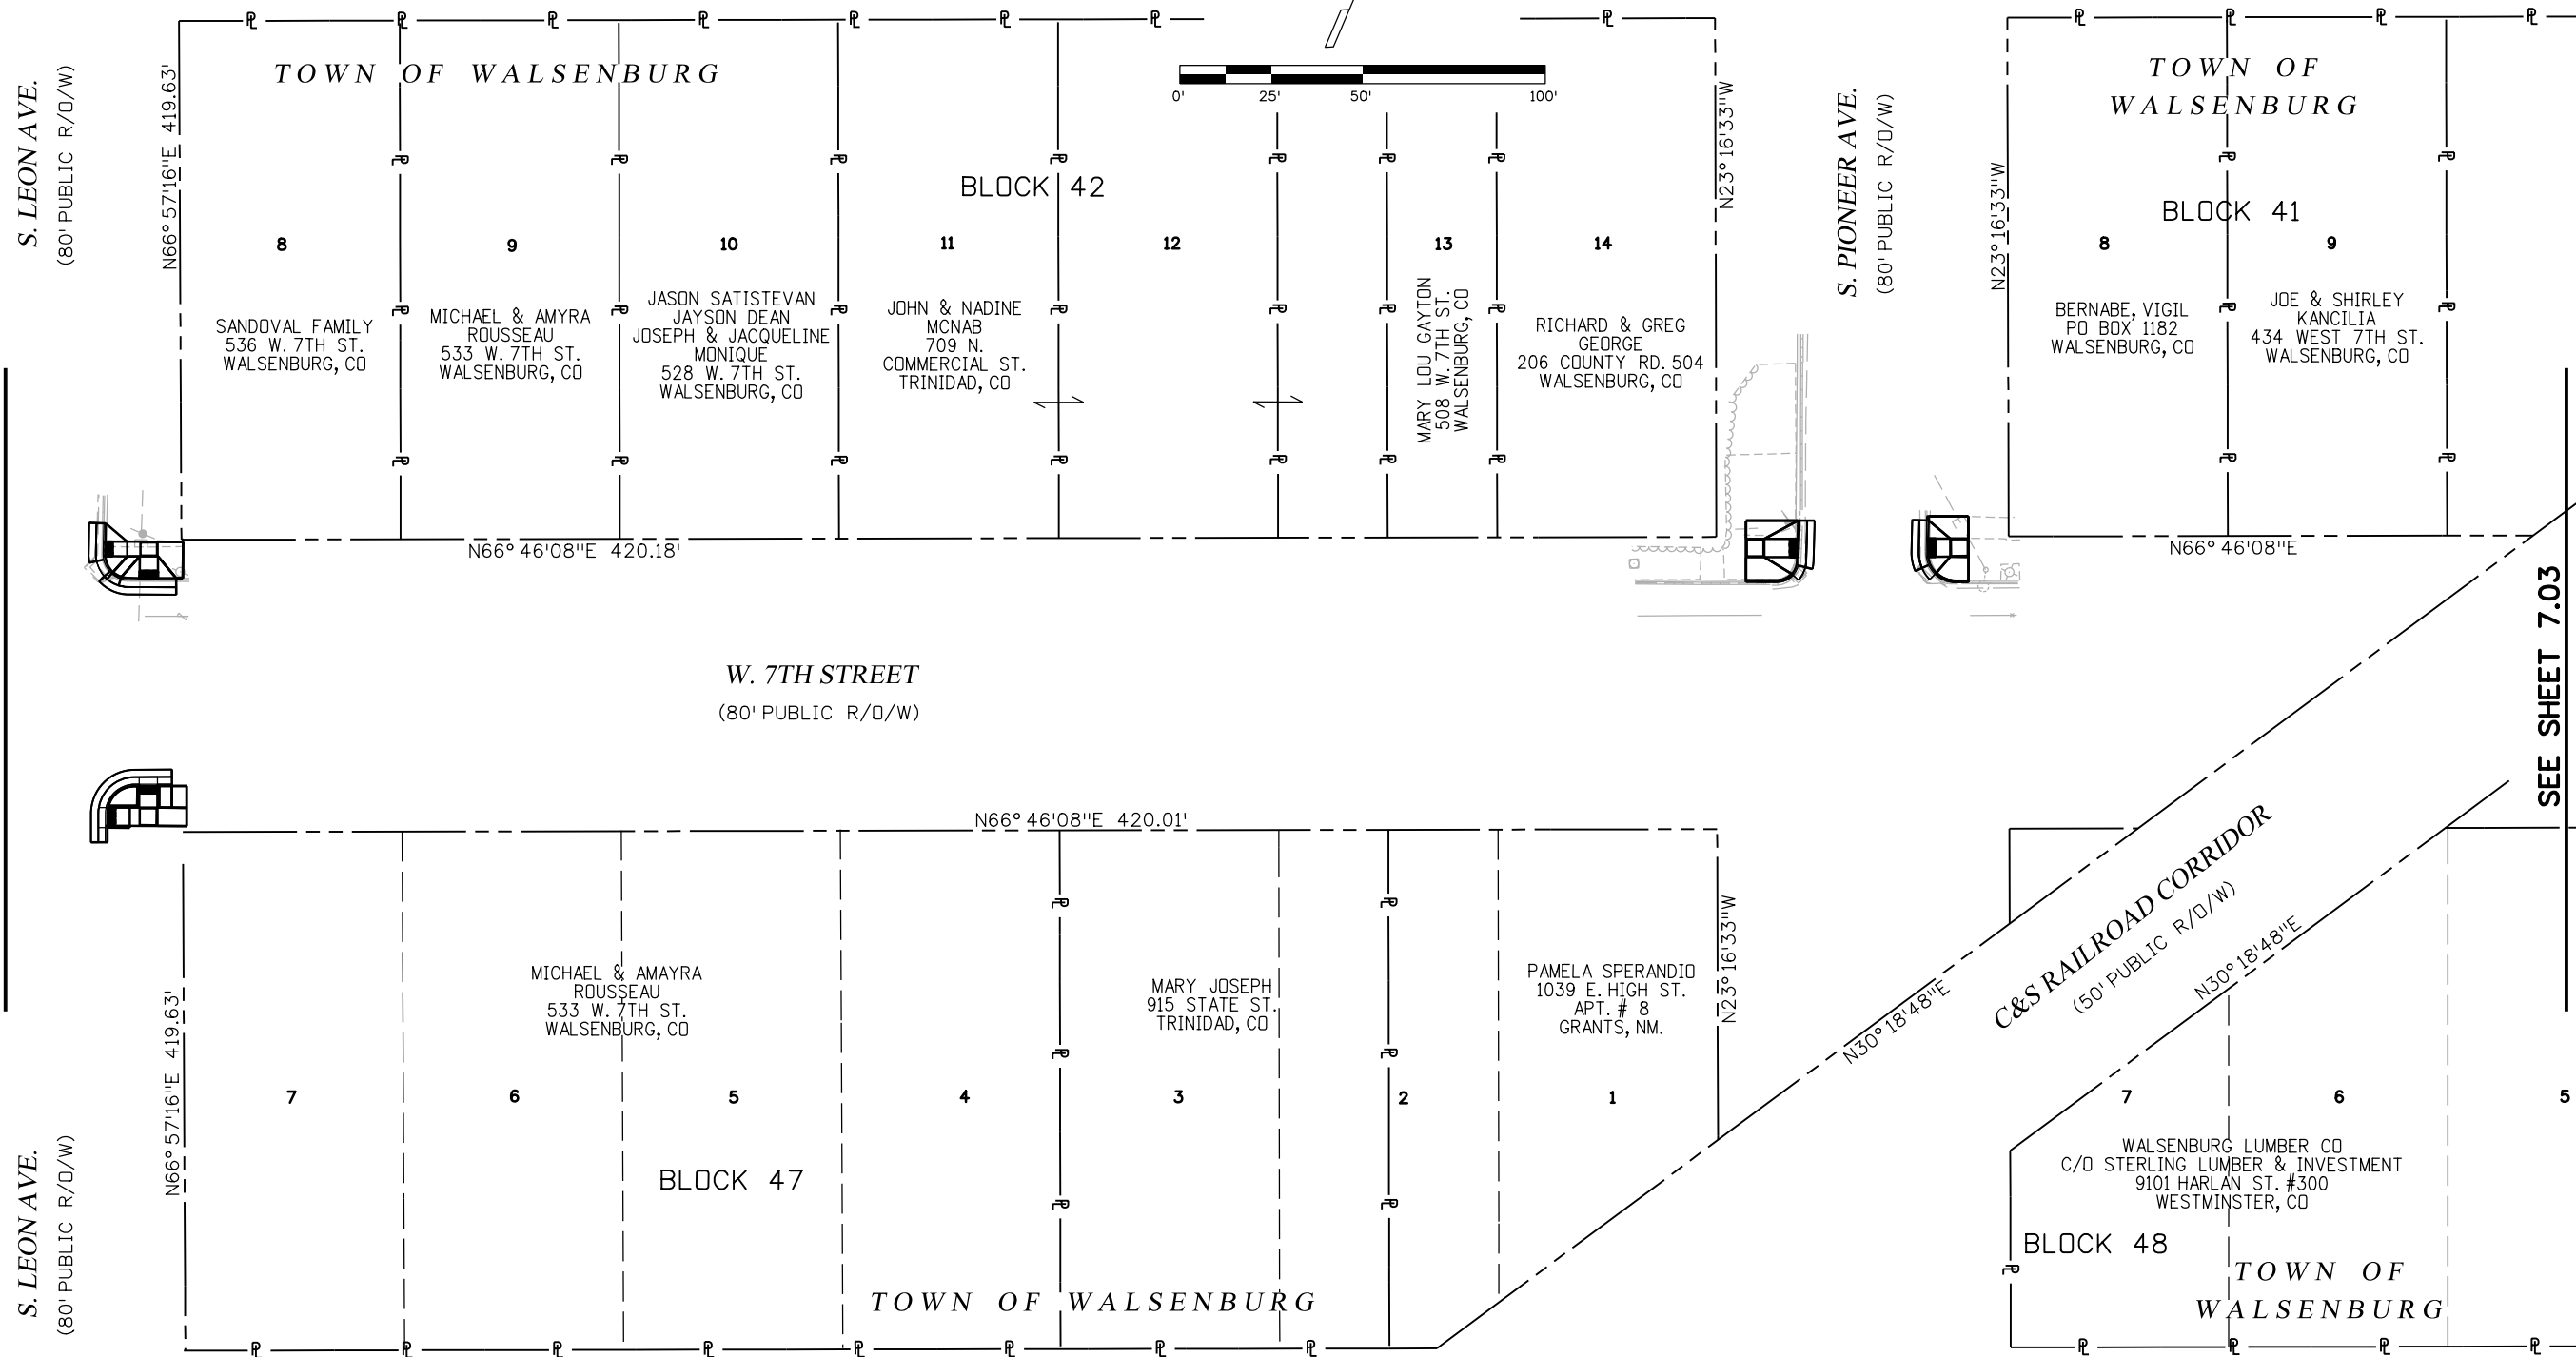 S. LEON AVE.
(80' PUBLIC R/O/W)
N66° 57'16"E 419.63'
TOWN OF WALSENBURG
BLOCK 42
8
SANDOVAL FAMILY
536 W. 7TH ST.
WALSENBURG, CO
9
MICHAEL & AMYRA
ROUSSEAU
533 W. 7TH ST.
WALSENBURG, CO
10
JASON SATISTEVAN
JAYSON DEAN
JOSEPH & JACQUELINE
MONIQUE
528 W. 7TH ST.
WALSENBURG, CO
11
JOHN & NADINE
MCNAB
709 N.
COMMERCIAL ST.
TRINIDAD, CO
12
0' 25' 50' 100'
13
MARY LOU GAYTON
508 W. 7TH ST.
WALSENBURG, CO
14
RICHARD & GREG
GEORGE
206 COUNTY RD. 504
WALSENBURG, CO
N23° 16'33"W
S. PIONEER AVE.
(80' PUBLIC R/O/W)
N23° 16'33"W
TOWN OF
WALSENBURG
BLOCK 41
8
BERNABE, VIGIL
PO BOX 1182
WALSENBURG, CO
9
JOE & SHIRLEY
KANCILIA
434 WEST 7TH ST.
WALSENBURG, CO
N66° 46'08"E 420.18'
N66° 46'08"E
SEE SHEET 7.03
W. 7TH STREET
(80' PUBLIC R/O/W)
N66° 46'08"E 420.01'
S. LEON AVE.
(80' PUBLIC R/O/W)
N66° 57'16"E 419.63'
MICHAEL & AMAYRA
ROUSSEAU
533 W. 7TH ST.
WALSENBURG, CO
MARY JOSEPH
915 STATE ST.
TRINIDAD, CO
PAMELA SPERANDIO
1039 E. HIGH ST.
APT. # 8
GRANTS, NM.
N23° 16'33"W
7 6 5 4 3 2 1
BLOCK 47
TOWN OF WALSENBURG
N30° 18'48"E
C&S RAILROAD CORRIDOR
(50' PUBLIC R/O/W)
N30° 18'48"E
7 6 5
WALSENBURG LUMBER CO
C/O STERLING LUMBER & INVESTMENT
9101 HARLAN ST. #300
WESTMINSTER, CO
BLOCK 48
TOWN OF
WALSENBURG